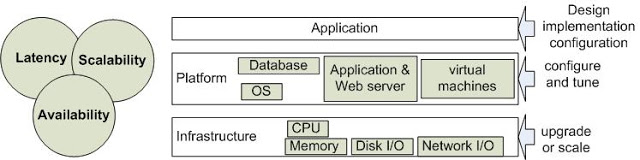 Latency
Scalability
Availability
Application
Design
implementation
configuration
Platform
Database
OS
Application &
Web server
virtual
machines
configure
and tune
Infrastructure
CPU
Memory
Disk I/O
Network I/O
upgrade
or scale